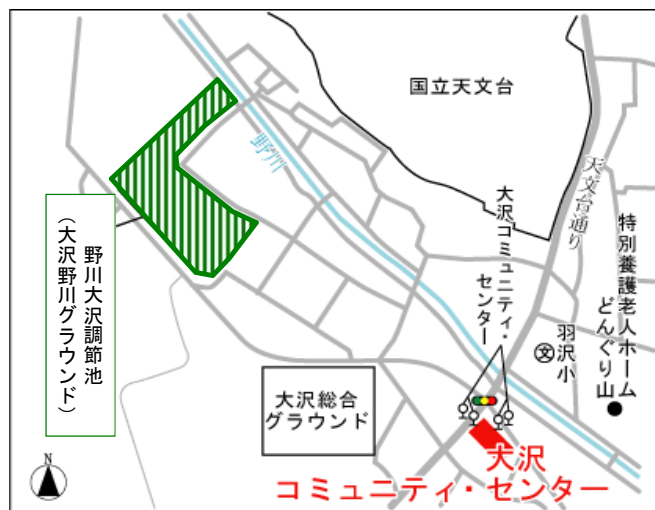 国立天文台
野川
天文台通り
大沢コミュニティ・
センター
特別養護老人ホーム
どんぐり山
羽沢小
文
野川大沢調節池
（大沢野川グラウンド）
大沢総合
グラウンド
大沢
コミュニティ・センター
N